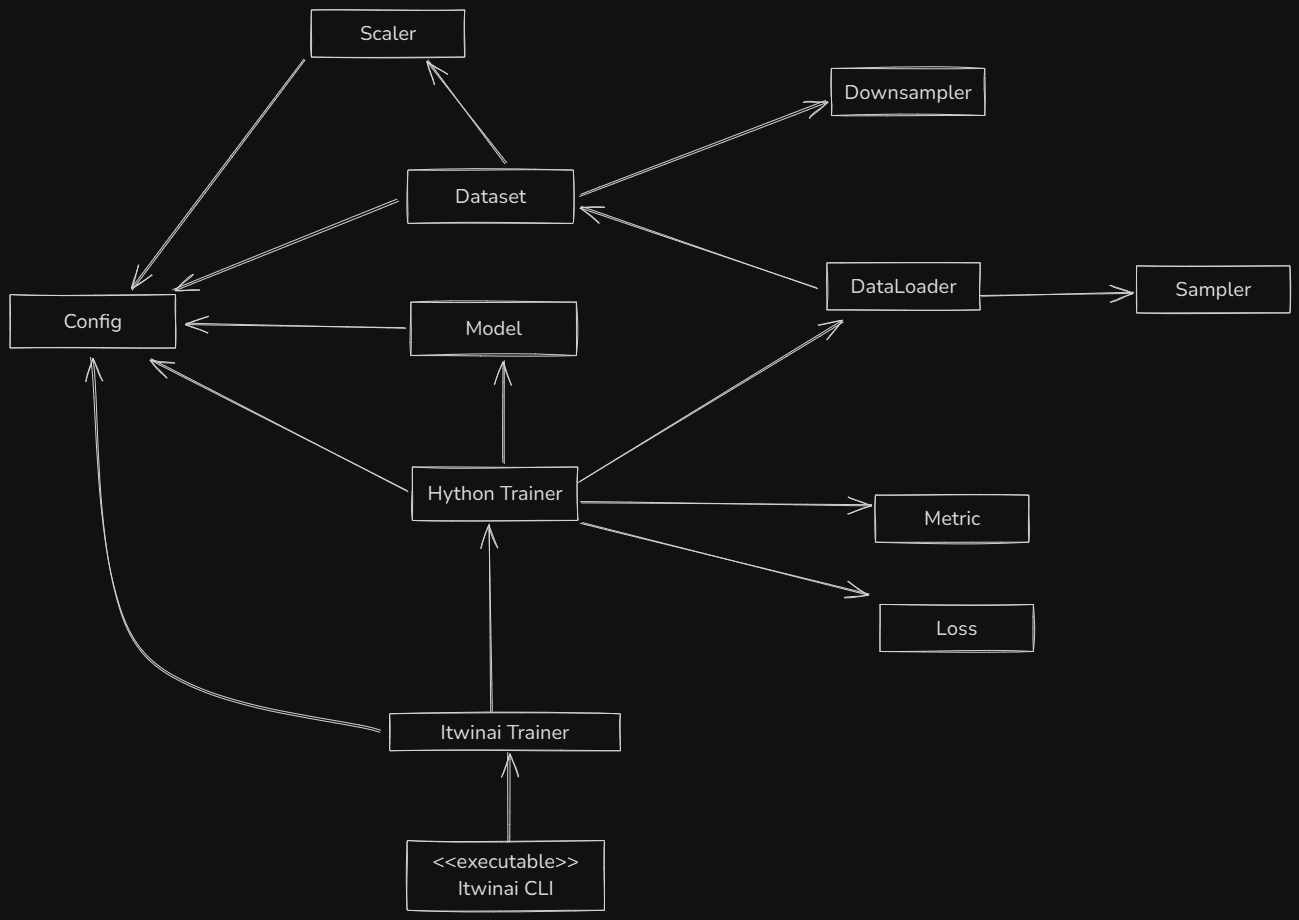 Scaler
Downsampler
Dataset
DataLoader
Sampler
Config
Model
Hython Trainer
Metric
Loss
Itwinai Trainer
<<executable>>
Itwinai CLI